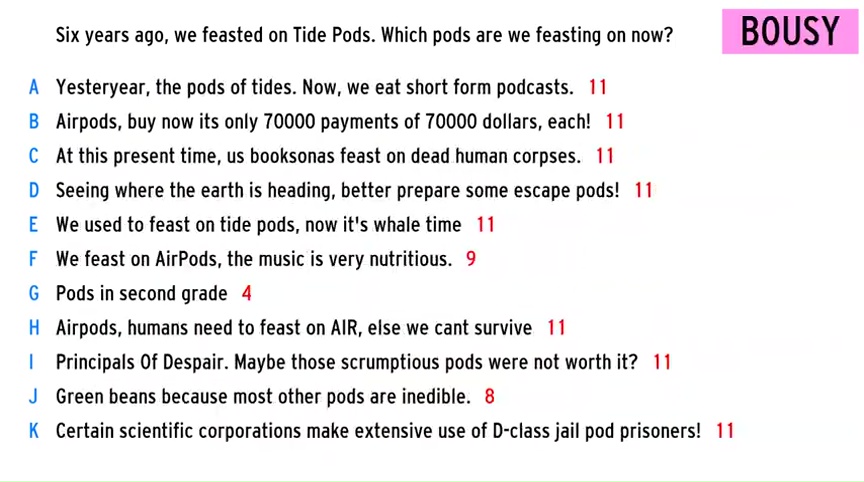 Six years ago, we feasted on Tide Pods. Which pods are we feasting on now?
BOUSY
A Yesteryear, the pods of tides. Now, we eat short form podcasts. 11
B Airpods, buy now its only 70000 payments of 70000 dollars, each! 11
C At this present time, us booksonas feast on dead human corpses. 11
D Seeing where the earth is heading, better prepare some escape pods! 11
E We used to feast on tide pods, now it's whale time 11
F We feast on AirPods, the music is very nutritious. 9
G Pods in second grade 4
H Airpods, humans need to feast on AIR, else we cant survive 11
I Principals Of Despair. Maybe those scrumptious pods were not worth it? 11
J Green beans because most other pods are inedible. 8
K Certain scientific corporations make extensive use of D-class jail pod prisoners! 11